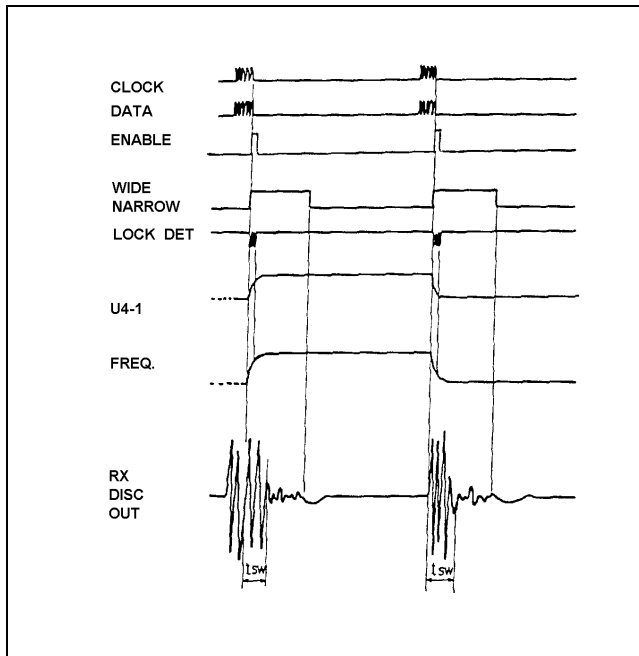 CLOCK
DATA
ENABLE
WIDE
NARROW
LOCK DET
U4-1
FREQ.
RX
DISC
OUT
tsw
tsw